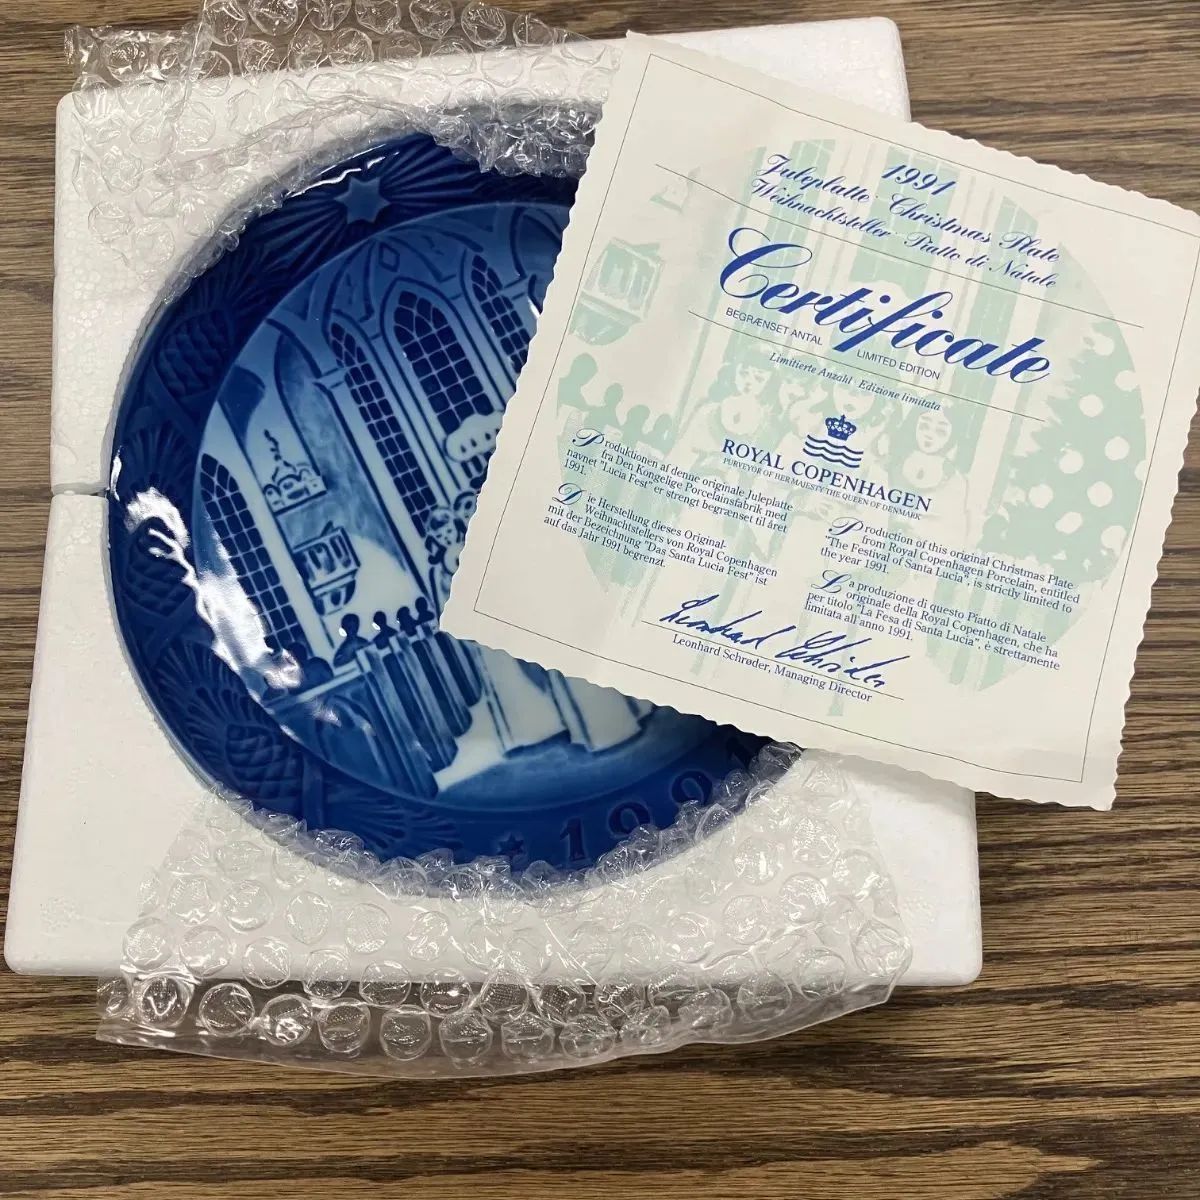 1991
Juleplatte · Christmas Plate
Weihnachtsteller · Piatto di Natale
Certificate
BEGRÆNSET ANTAL LIMITED EDITION
Limitierte Anzahl · Edizione limitata
ROYAL COPENHAGEN
PURVEYOR OF HER MAJESTY THE QUEEN OF DENMARK
Produktionen af denne originale Juleplatte
fra Den Kongelige Porcelainsfabrik med
navnet "Lucia Fest" er strengt begrænset til året
1991.
Die Herstellung dieses Original-
Weihnachtstellers von Royal Copenhagen
mit der Bezeichnung "Das Santa Lucia Fest" ist
auf das Jahr 1991 begrenzt.
Production of this original Christmas Plate
from Royal Copenhagen Porcelain, entitled
"The Festival of Santa Lucia", is strictly limited to
the year 1991.
La produzione di questo Piatto di Natale
originale della Royal Copenhagen, che ha
per titolo "La Fesa di Santa Lucia", è strettamente
limitata all'anno 1991.
Leonhard Schrøder
Leonhard Schrøder, Managing Director
1991